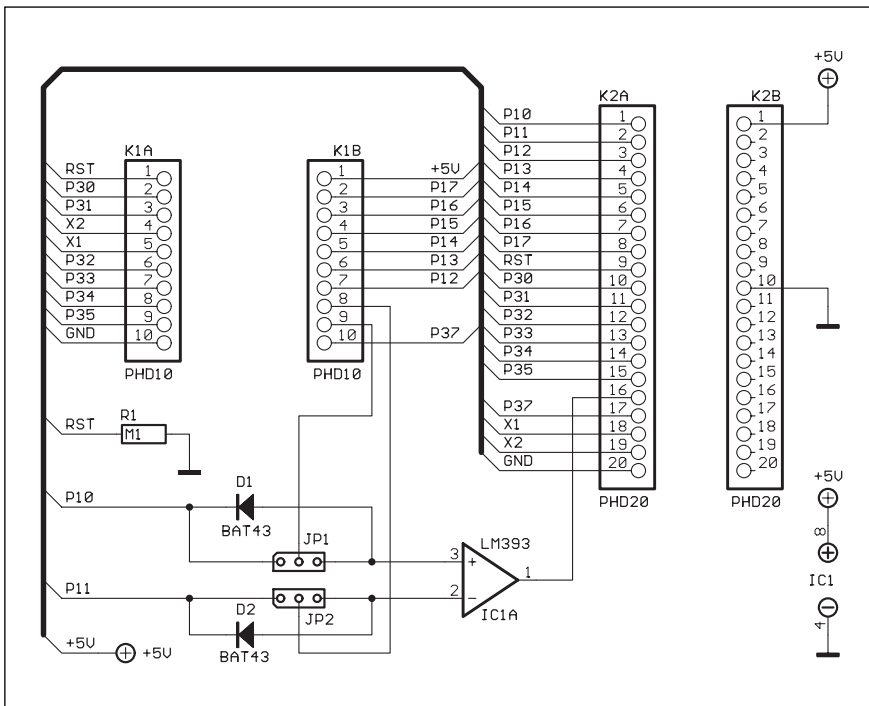 K1A
RST 1
P30 2
P31 3
X2 4
X1 5
P32 6
P33 7
P34 8
P35 9
GND 10
PHD10
K1B
1 +5V
2 P17
3 P16
4 P15
5 P14
6 P13
7 P12
8
9
10 P37
PHD10
K2A
P10 1
P11 2
P12 3
P13 4
P14 5
P15 6
P16 7
P17 8
RST 9
P30 10
P31 11
P32 12
P33 13
P34 14
P35 15
16
P37 17
X1 18
X2 19
GND 20
PHD20
+5V
K2B
1
2
3
4
5
6
7
8
9
10
11
12
13
14
15
16
17
18
19
20
PHD20
RST
R1
M1
P10
D1
BAT43
JP1
P11
D2
BAT43
JP2
LM393
3 +
2 −
1
IC1A
+5V
+5V
+5V
8
+
IC1
−
4